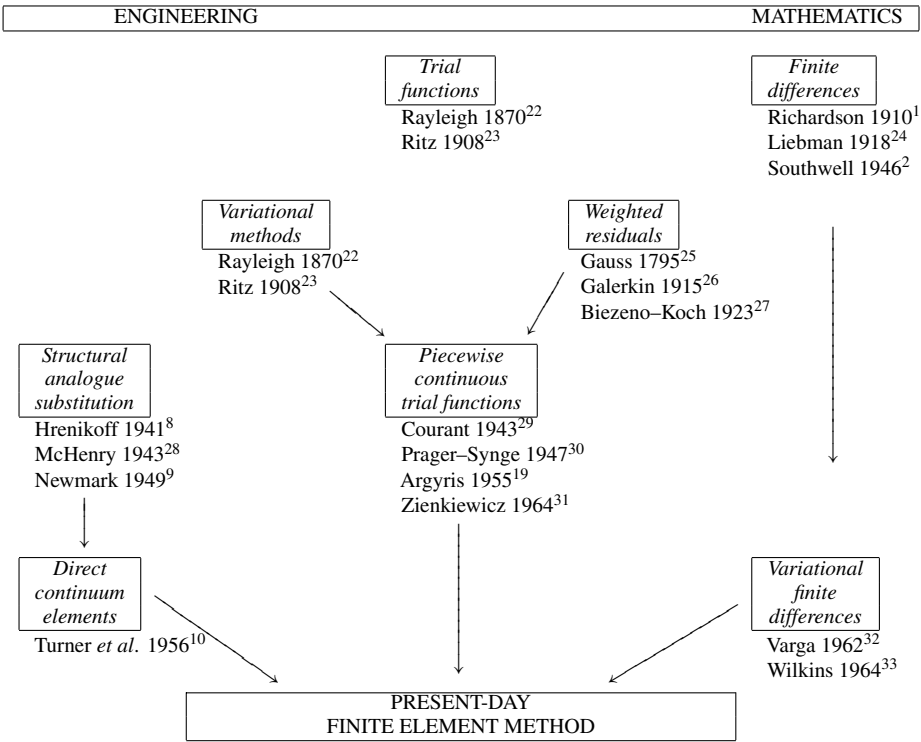 ENGINEERING MATHEMATICS
Trial
functions
Rayleigh 1870²²
Ritz 1908²³
Finite
differences
Richardson 1910¹
Liebman 1918²⁴
Southwell 1946²
Variational
methods
Rayleigh 1870²²
Ritz 1908²³
Weighted
residuals
Gauss 1795²⁵
Galerkin 1915²⁶
Biezeno–Koch 1923²⁷
Structural
analogue
substitution
Hrenikoff 1941⁸
McHenry 1943²⁸
Newmark 1949⁹
Piecewise
continuous
trial functions
Courant 1943²⁹
Prager–Synge 1947³⁰
Argyris 1955¹⁹
Zienkiewicz 1964³¹
Direct
continuum
elements
Turner et al. 1956¹⁰
Variational
finite
differences
Varga 1962³²
Wilkins 1964³³
PRESENT-DAY
FINITE ELEMENT METHOD